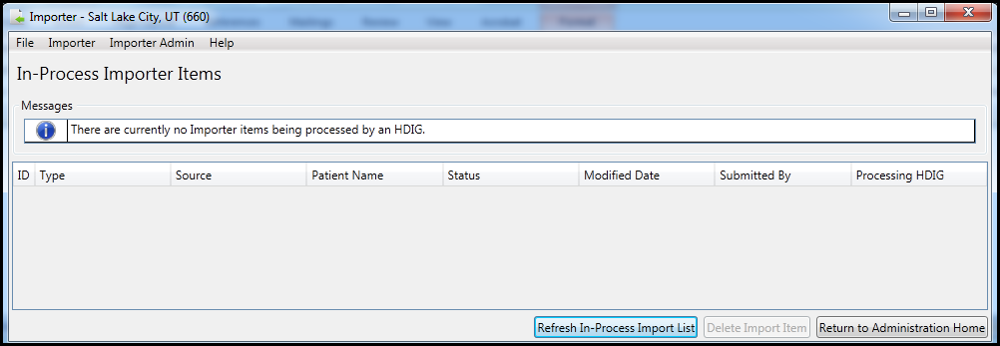 Importer - Salt Lake City, UT (660)
File Importer Importer Admin Help
In-Process Importer Items
Messages
There are currently no Importer items being processed by an HDIG.
ID Type Source Patient Name Status Modified Date Submitted By Processing HDIG
Refresh In-Process Import List Delete Import Item Return to Administration Home